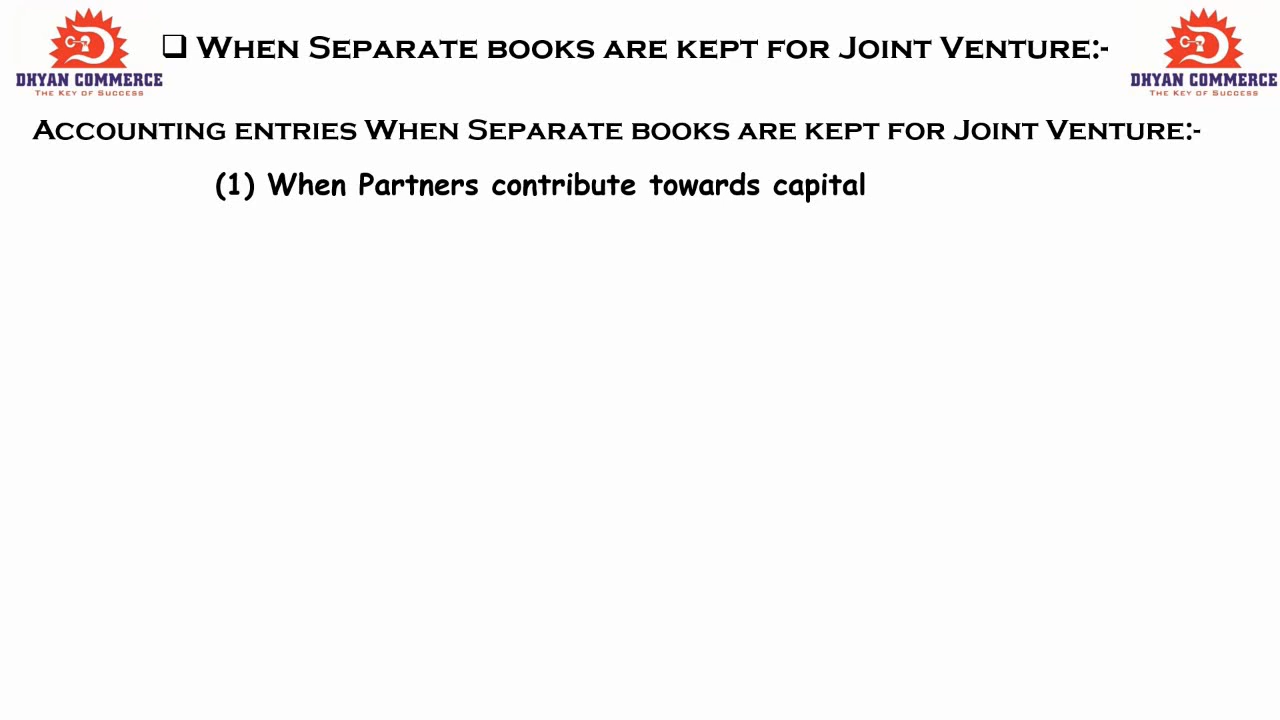 ❑ When Separate books are kept for Joint Venture:-
DHYAN COMMERCE
The Key of Success
DHYAN COMMERCE
The Key of Success
Accounting entries When Separate books are kept for Joint Venture:-
(1) When Partners contribute towards capital